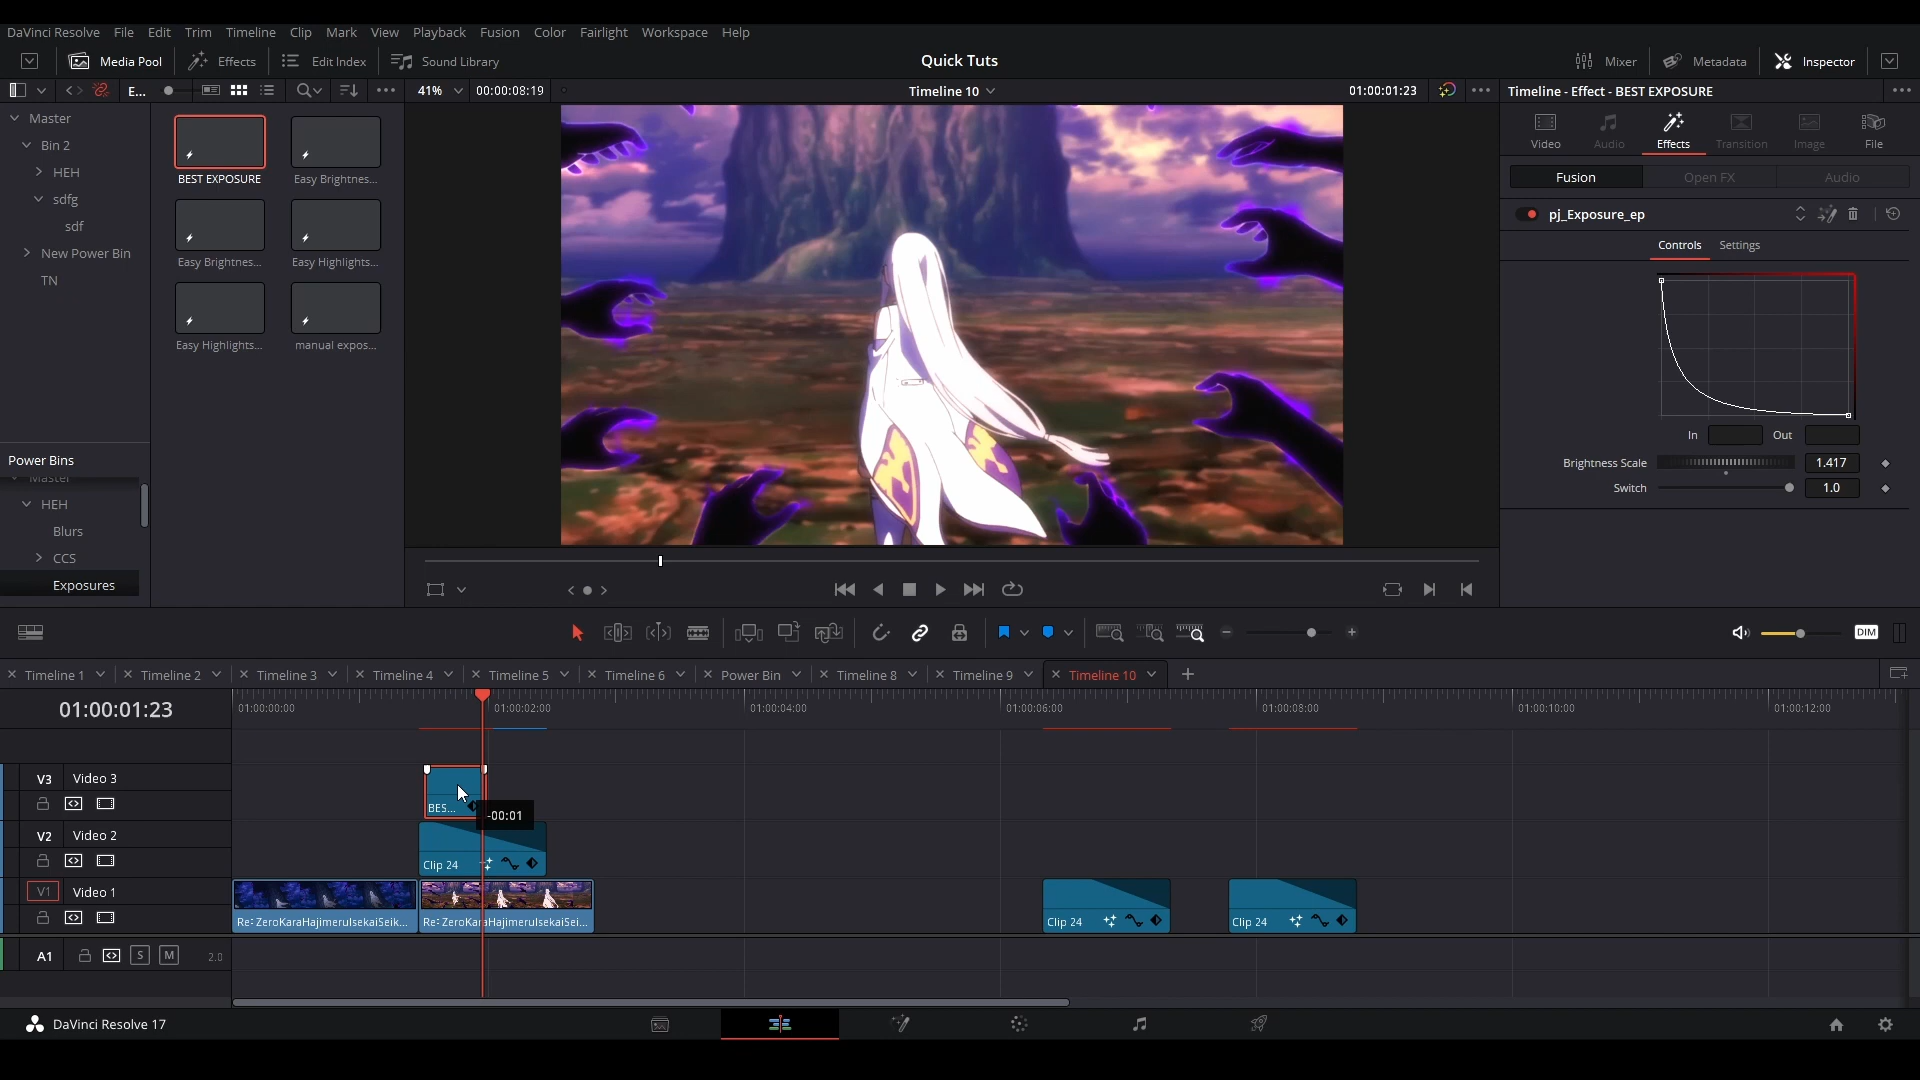 DaVinci Resolve File Edit Trim Timeline Clip Mark View Playback Fusion Color Fairlight Workspace Help
Media Pool Effects Edit Index Sound Library Quick Tuts Mixer Metadata Inspector
E... 41% 00:00:08:19 Timeline 10 01:00:01:23 Timeline - Effect - BEST EXPOSURE
Master
Bin 2
HEH
sdfg
sdf
New Power Bin
TN
BEST EXPOSURE Easy Brightnes...
Easy Brightnes... Easy Highlights...
Easy Highlights... manual expos...
Power Bins
Master
HEH
Blurs
CCS
Exposures
Video Audio Effects Transition Image File
Fusion Open FX Audio
pj_Exposure_ep
Controls Settings
In Out
Brightness Scale 1.417
Switch 1.0
DIM
Timeline 1 Timeline 2 Timeline 3 Timeline 4 Timeline 5 Timeline 6 Power Bin Timeline 8 Timeline 9 Timeline 10
01:00:01:23 01:00:00:00 01:00:02:00 01:00:04:00 01:00:06:00 01:00:08:00 01:00:10:00 01:00:12:00
V3 Video 3
BES...
-00:01
V2 Video 2
Clip 24
V1 Video 1
Re: ZeroKaraHajimeruIsekaiSeik... Re: ZeroKaraHajimeruIsekaiSei... Clip 24 Clip 24
A1 S M 2.0
DaVinci Resolve 17